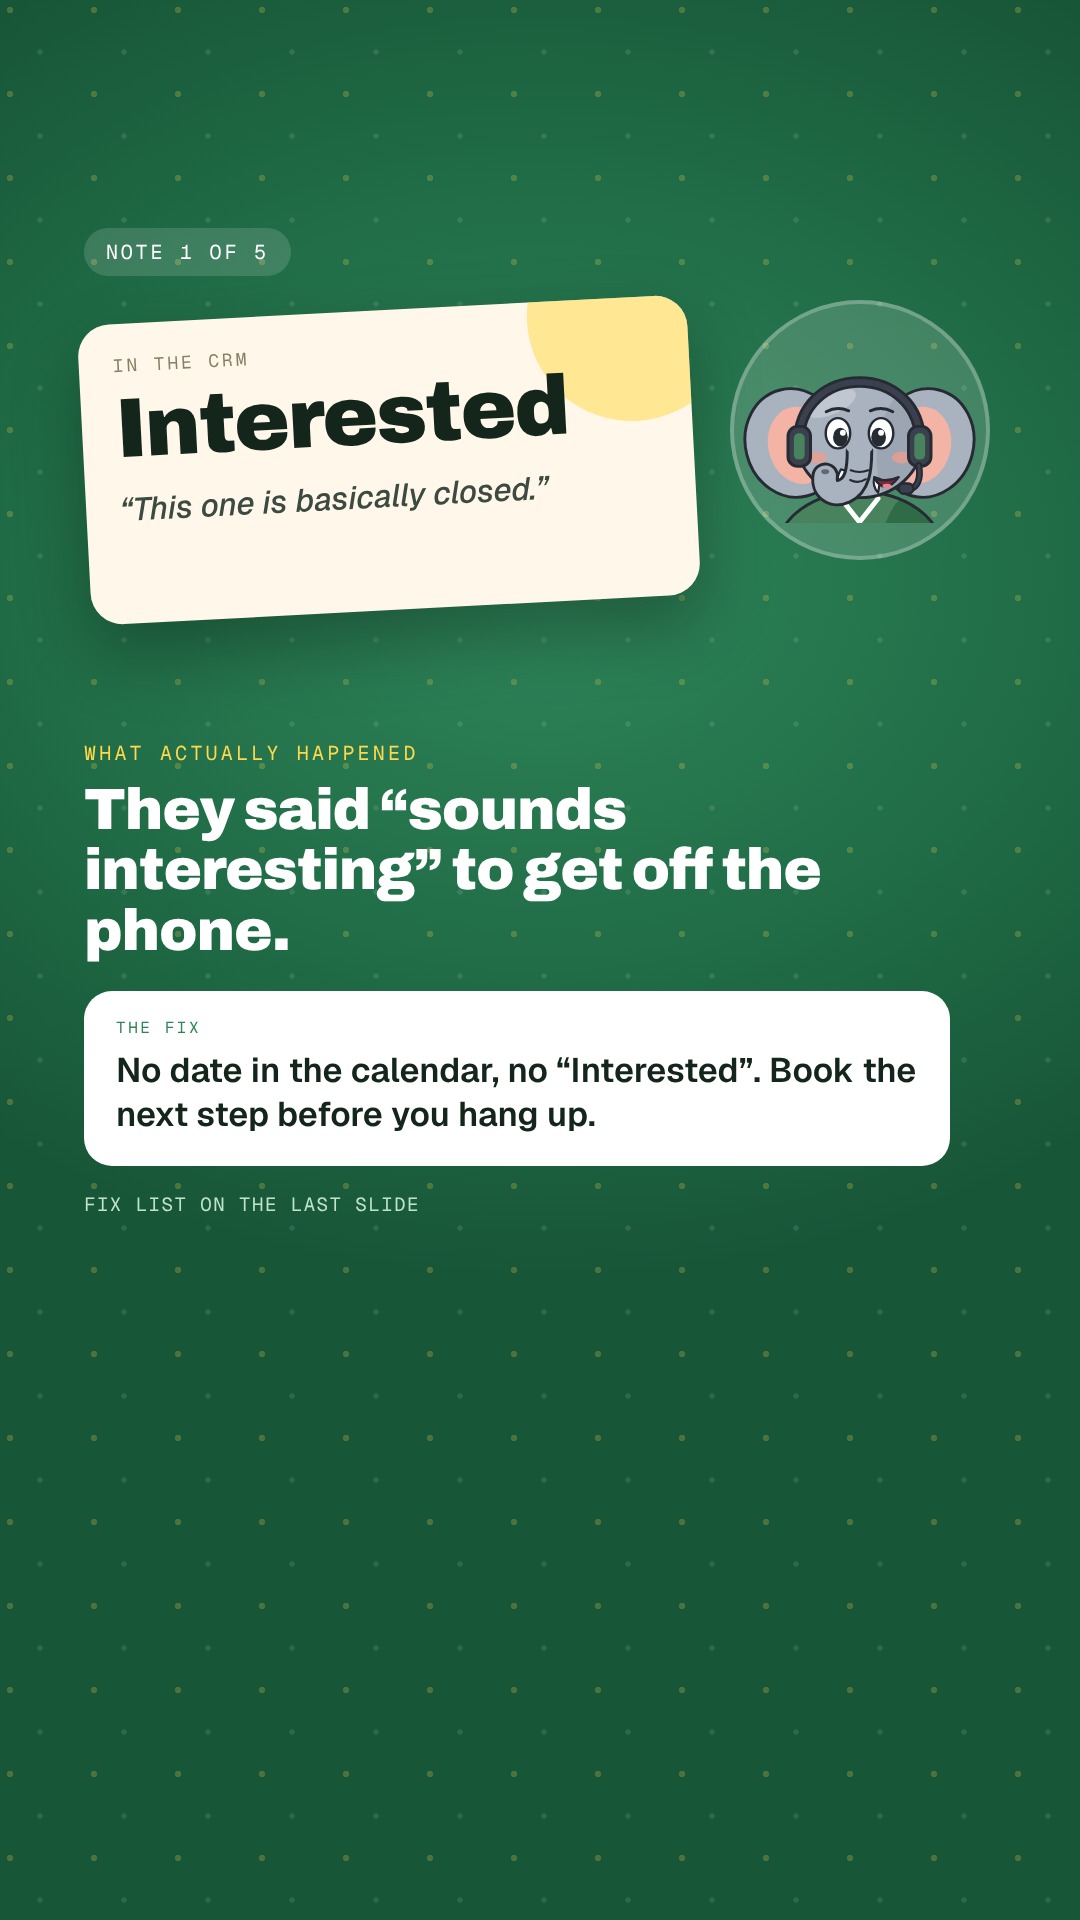 NOTE 1 OF 5
IN THE CRM
Interested
“This one is basically closed.”
WHAT ACTUALLY HAPPENED
They said “sounds
interesting” to get off the
phone.
THE FIX
No date in the calendar, no “Interested”. Book the
next step before you hang up.
FIX LIST ON THE LAST SLIDE